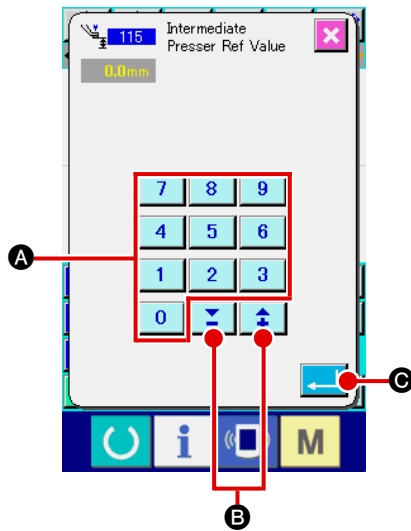 115 Intermediate
Presser Ref Value
0.0mm
7 8 9
4 5 6
A
1 2 3
0
C
i M
B